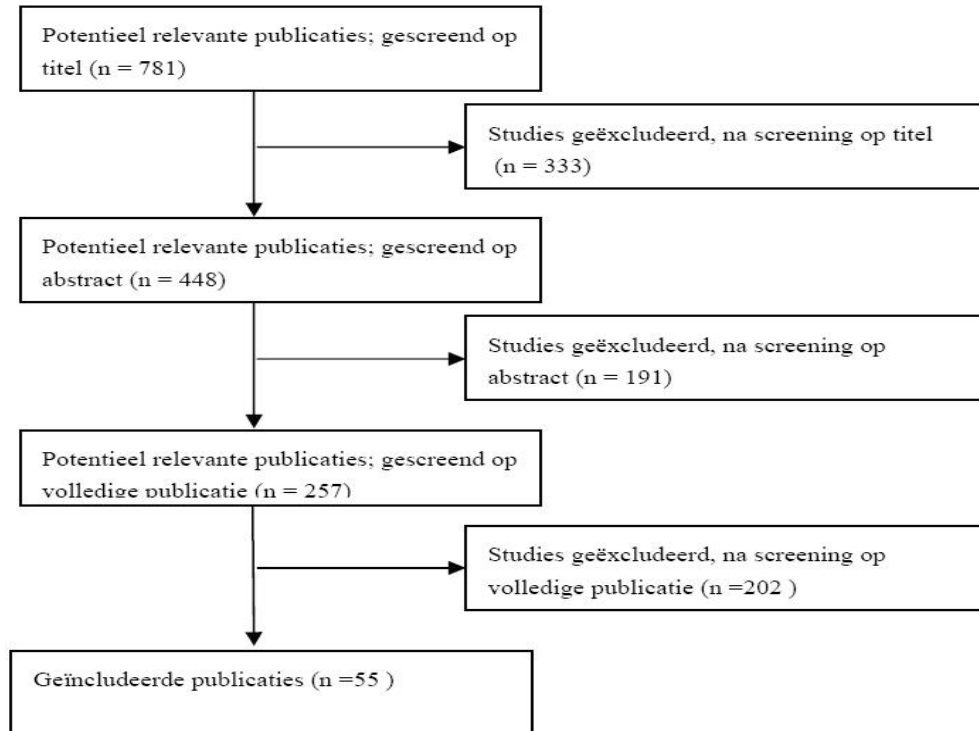 Potentieel relevante publicaties; gescreend op
titel (n = 781)
Studies geëxcludeerd, na screening op titel
(n = 333)
Potentieel relevante publicaties; gescreend op
abstract (n = 448)
Studies geëxcludeerd, na screening op
abstract (n = 191)
Potentieel relevante publicaties; gescreend op
volledige publicatie (n = 257)
Studies geëxcludeerd, na screening op
volledige publicatie (n =202 )
Geïncludeerde publicaties (n =55 )